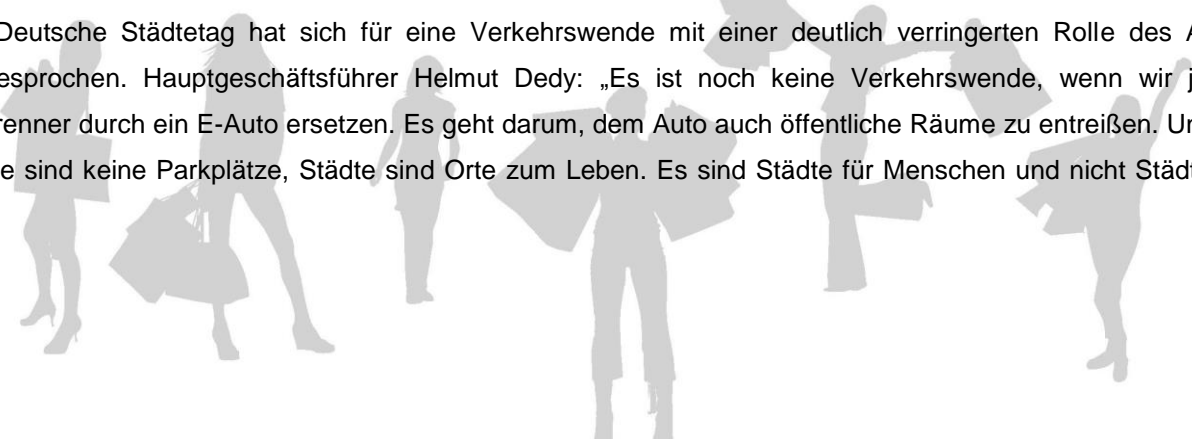 Deutsche Städtetag hat sich für eine Verkehrswende mit einer deutlich verringerten Rolle des
Hauptgeschäftsführer Helmut Dedy: „Es ist noch keine Verkehrswende, wenn wir
durch ein E-Auto ersetzen. Es geht darum, dem Auto auch öffentliche Räume zu entreißen.
sind keine Parkplätze, Städte sind Orte zum Leben. Es sind Städte für Menschen und nicht